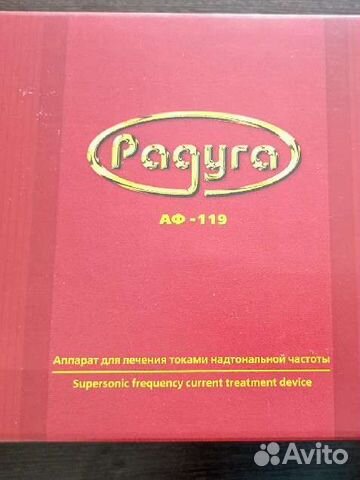 Радуга
АФ -119
Аппарат для лечения токами надтональной частоты
Supersonic frequency current treatment device
Avito